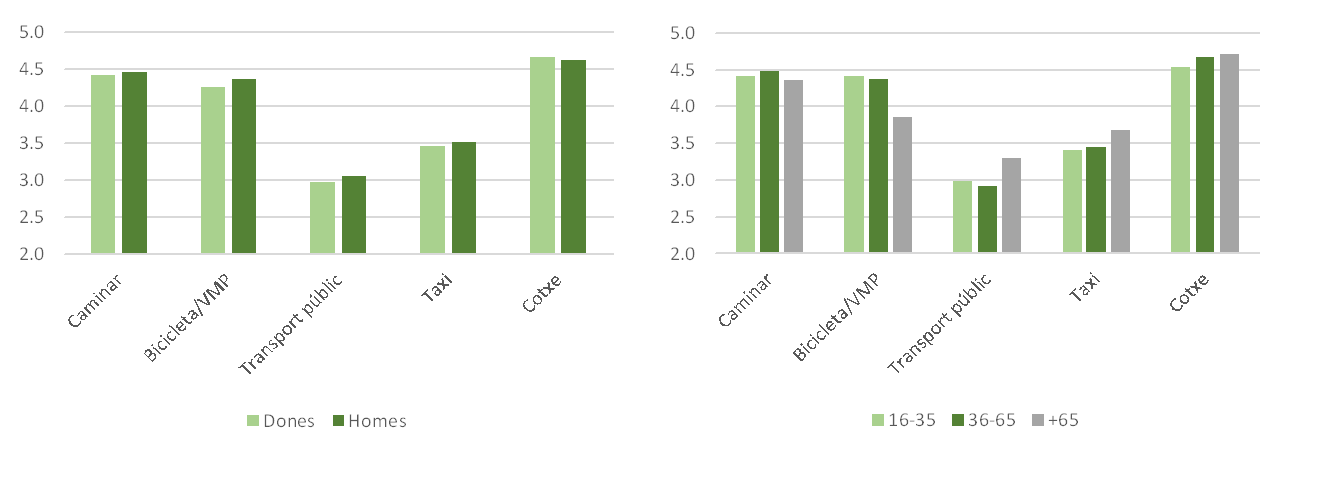 5.0
4.5
4.0
3.5
3.0
2.5
2.0
Caminar
Bicicleta/VMP
Transport públic
Taxi
Cotxe
Dones Homes
5.0
4.5
4.0
3.5
3.0
2.5
2.0
Caminar
Bicicleta/VMP
Transport públic
Taxi
Cotxe
16-35 36-65 +65